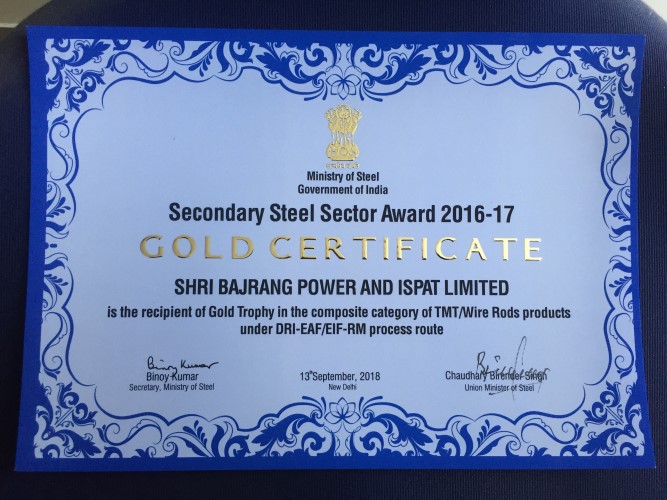 Ministry of Steel
Government of India
Secondary Steel Sector Award 2016-17
GOLD CERTIFICATE
SHRI BAJRANG POWER AND ISPAT LIMITED
is the recipient of Gold Trophy in the composite category of TMT/Wire Rods products
under DRI-EAF/EIF-RM process route
Binoy Kumar
Binoy Kumar
Secretary, Ministry of Steel
13th September, 2018
New Delhi
Chaudhary Birender Singh
Union Minister of Steel